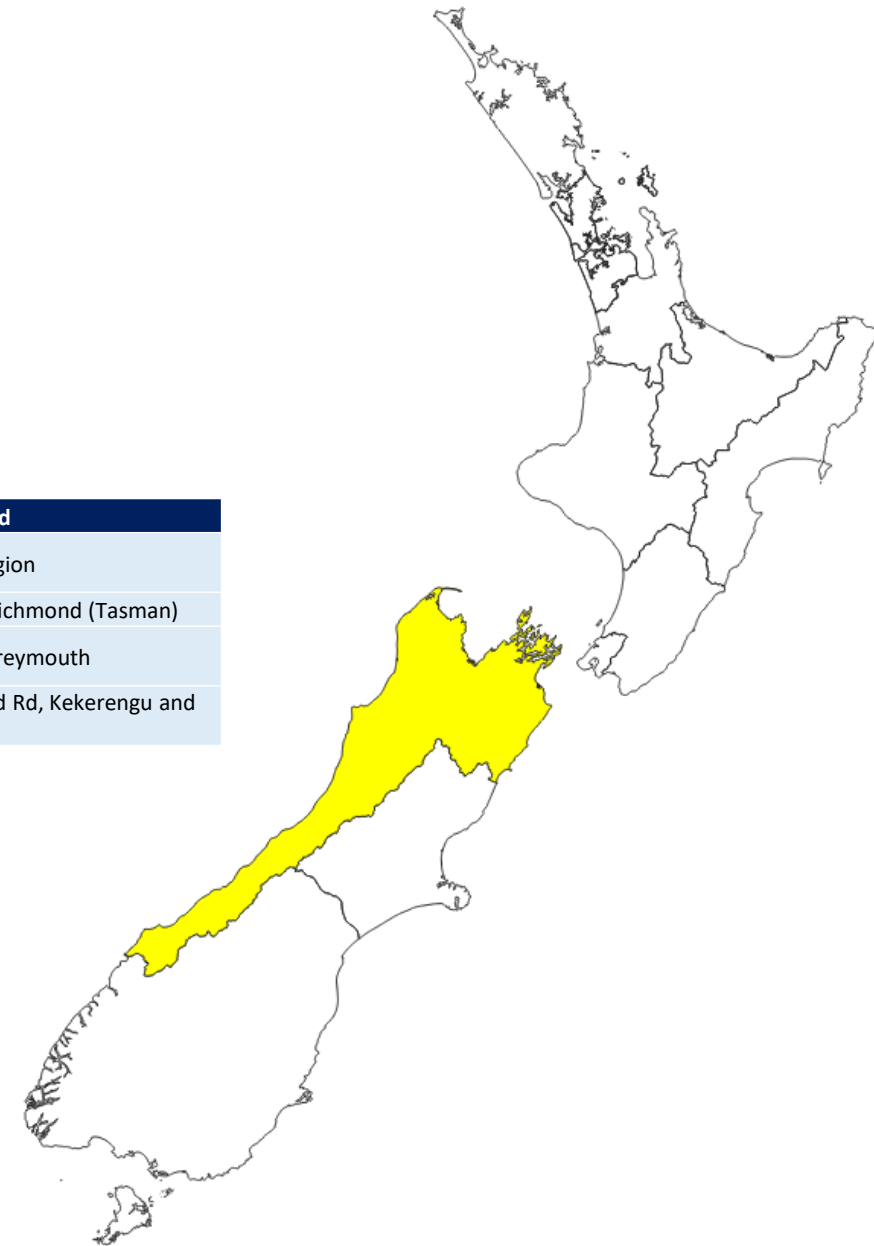 d
gion
ichmond (Tasman)
reymouth
d Rd, Kekerengu and